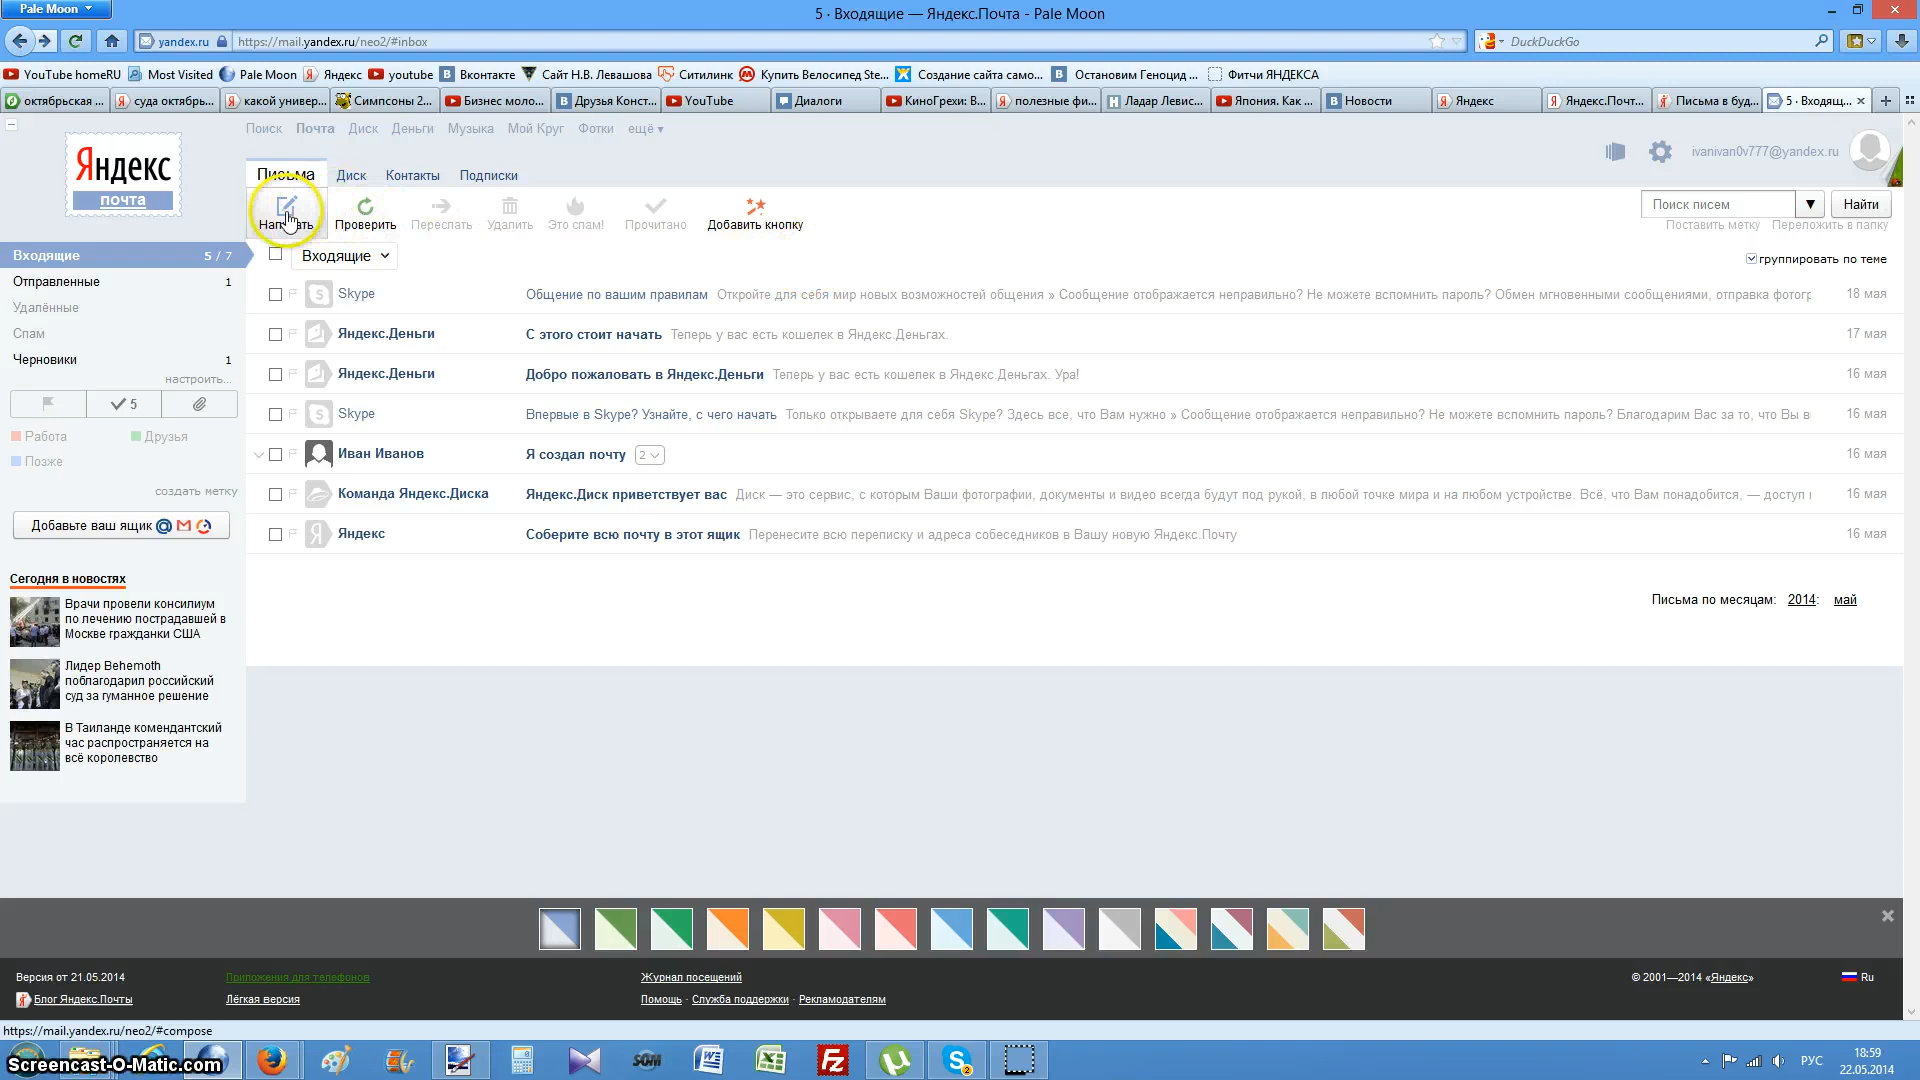 Pale Moon
5 · Входящие — Яндекс.Почта - Pale Moon
yandex.ru https://mail.yandex.ru/neo2/#inbox
DuckDuckGo
YouTube homeRU Most Visited Pale Moon Яндекс youtube Вконтакте Сайт Н.В. Левашова Ситилинк Купить Велосипед Ste... Создание сайта само... Остановим Геноцид ... Фитчи ЯНДЕКСА
октябрьская ... суда октябрь... какой универ... Симпсоны 2... Бизнес моло... Друзья Конст... YouTube Диалоги КиноГрехи: В... полезные фи... Ладар Левис... Япония. Как ... Новости Яндекс Яндекс.Почт... Письма в буд... 5 · Входящ...
Поиск Почта Диск Деньги Музыка Мой Круг Фотки ещё
Яндекс
почта
ivanivan0v777@yandex.ru
Письма Диск Контакты Подписки
Написать Проверить Переслать Удалить Это спам! Прочитано Добавить кнопку
Поиск писем Найти
Поставить метку Переложить в папку
Входящие 5 / 7
Отправленные 1
Удалённые
Спам
Черновики 1
настроить...
5
Работа Друзья
Позже
создать метку
Добавьте ваш ящик
Входящие
группировать по теме
Skype Общение по вашим правилам Откройте для себя мир новых возможностей общения » Сообщение отображается неправильно? Не можете вспомнить пароль? Обмен мгновенными сообщениями, отправка фотогр 18 мая
Яндекс.Деньги С этого стоит начать Теперь у вас есть кошелек в Яндекс.Деньгах. 17 мая
Яндекс.Деньги Добро пожаловать в Яндекс.Деньги Теперь у вас есть кошелек в Яндекс.Деньгах. Ура! 16 мая
Skype Впервые в Skype? Узнайте, с чего начать Только открываете для себя Skype? Здесь все, что Вам нужно » Сообщение отображается неправильно? Не можете вспомнить пароль? Благодарим Вас за то, что Вы в 16 мая
Иван Иванов Я создал почту 2 16 мая
Команда Яндекс.Диска Яндекс.Диск приветствует вас Диск — это сервис, с которым Ваши фотографии, документы и видео всегда будут под рукой, в любой точке мира и на любом устройстве. Всё, что Вам понадобится, — доступ 16 мая
Яндекс Соберите всю почту в этот ящик Перенесите всю переписку и адреса собеседников в Вашу новую Яндекс.Почту 16 мая
Письма по месяцам: 2014: май
Сегодня в новостях
Врачи провели консилиум
по лечению пострадавшей в
Москве гражданки США
Лидер Behemoth
поблагодарил российский
суд за гуманное решение
В Таиланде комендантский
час распространяется на
всё королевство
Версия от 21.05.2014 Приложения для телефонов Журнал посещений © 2001—2014 «Яндекс» Ru
Блог Яндекс.Почты Лёгкая версия Помощь · Служба поддержки · Рекламодателям
https://mail.yandex.ru/neo2/#compose
Screencast-O-Matic.com
SOM
РУС
18:59
22.05.2014